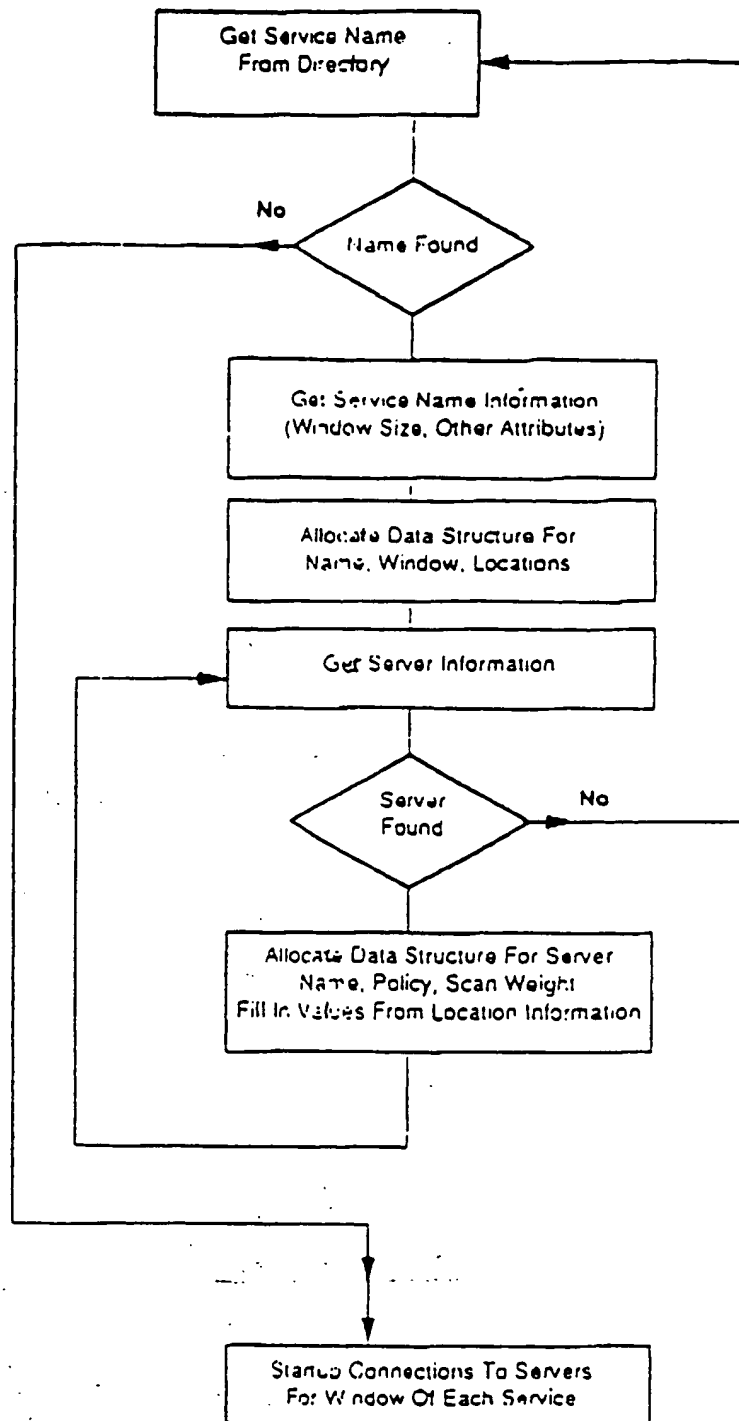 Get Service Name
From Directory
No
Name Found
Get Service Name Information
(Window Size, Other Attributes)
Allocate Data Structure For
Name, Window, Locations
Get Server Information
Server
Found
No
Allocate Data Structure For Server
Name, Policy, Scan Weight
Fill In Values From Location Information
Startup Connections To Servers
For Window Of Each Service